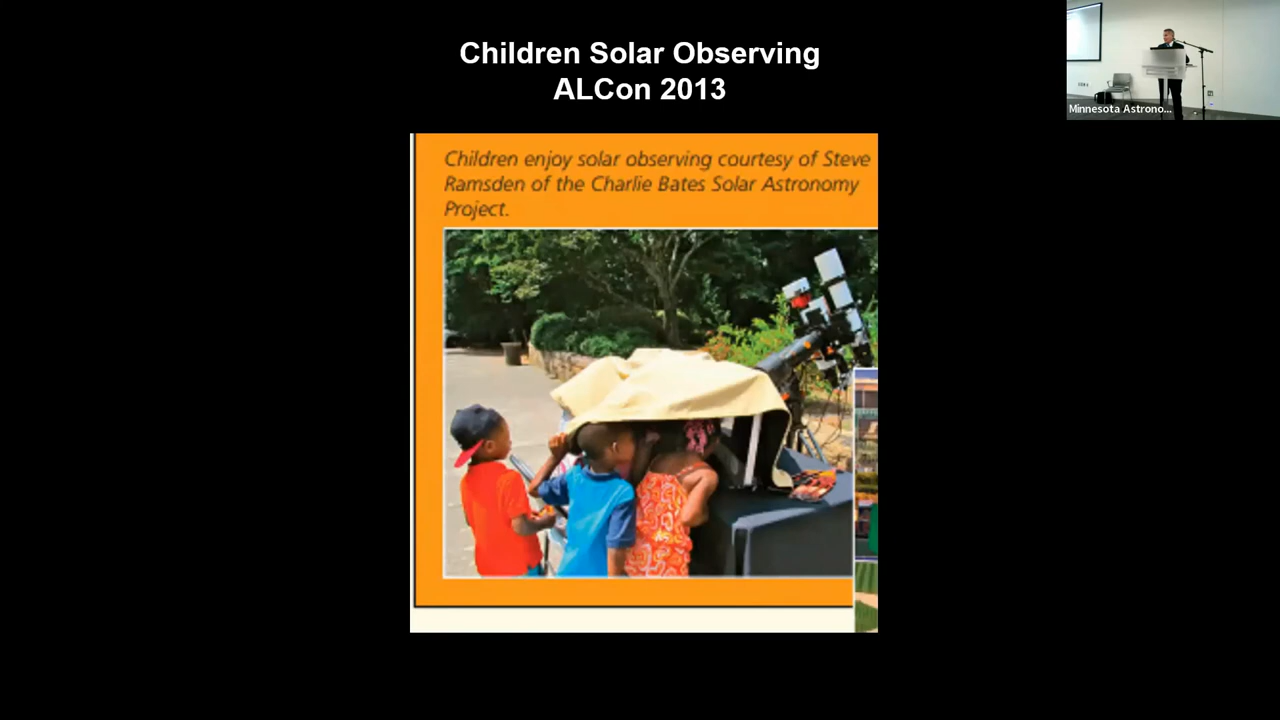 Children Solar Observing
ALCon 2013
Children enjoy solar observing courtesy of Steve
Ramsden of the Charlie Bates Solar Astronomy
Project.
Minnesota Astrono...